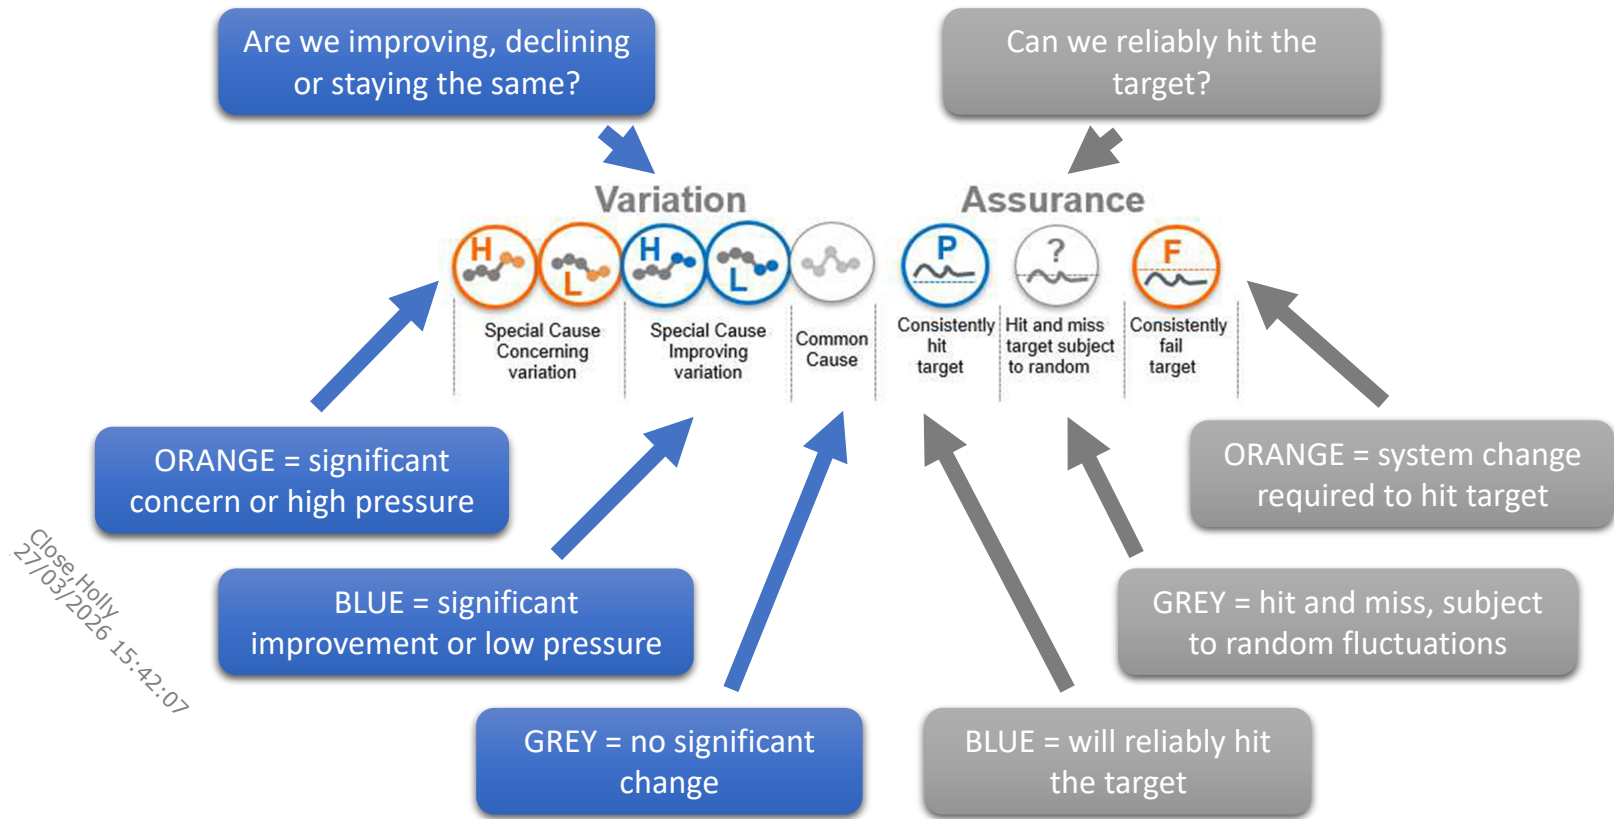 Are we improving, declining
or staying the same?
Can we reliably hit the
target?
Variation
Assurance
H
L
H
L
P
?
F
Special Cause
Concerning
variation
Special Cause
Improving
variation
Common
Cause
Consistently
hit
target
Hit and miss
target subject
to random
Consistently
fail
target
ORANGE = significant
concern or high pressure
ORANGE = system change
required to hit target
BLUE = significant
improvement or low pressure
GREY = hit and miss, subject
to random fluctuations
GREY = no significant
change
BLUE = will reliably hit
the target
Close, Holly
27/03/2026 15:42:07